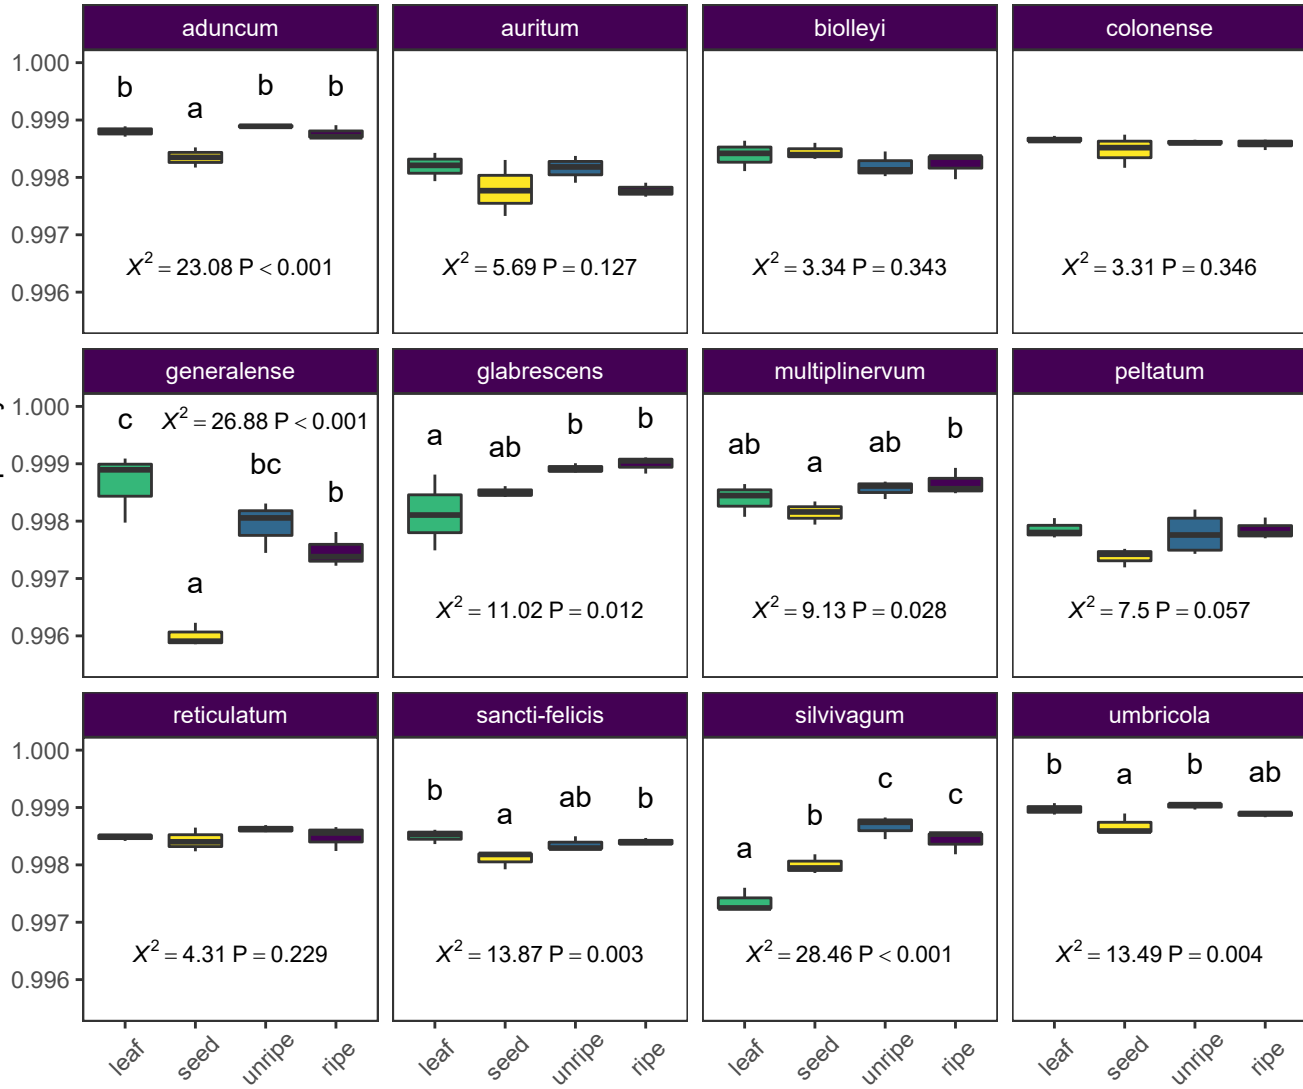 aduncum auritum biolleyi colonense
1.000
0.999
0.998
0.997
0.996
b a b b
X² = 23.08 P < 0.001
X² = 5.69 P = 0.127
X² = 3.34 P = 0.343
X² = 3.31 P = 0.346
generalense glabrescens multiplinervum peltatum
1.000
0.999
0.998
0.997
0.996
c a bc b
X² = 26.88 P < 0.001
a ab b b
X² = 11.02 P = 0.012
ab a ab b
X² = 9.13 P = 0.028
X² = 7.5 P = 0.057
reticulatum sancti-felicis silvivagum umbricola
1.000
0.999
0.998
0.997
0.996
X² = 4.31 P = 0.229
b a ab b
X² = 13.87 P = 0.003
a b c c
X² = 28.46 P < 0.001
b a b ab
X² = 13.49 P = 0.004
leaf seed unripe ripe leaf seed unripe ripe leaf seed unripe ripe leaf seed unripe ripe